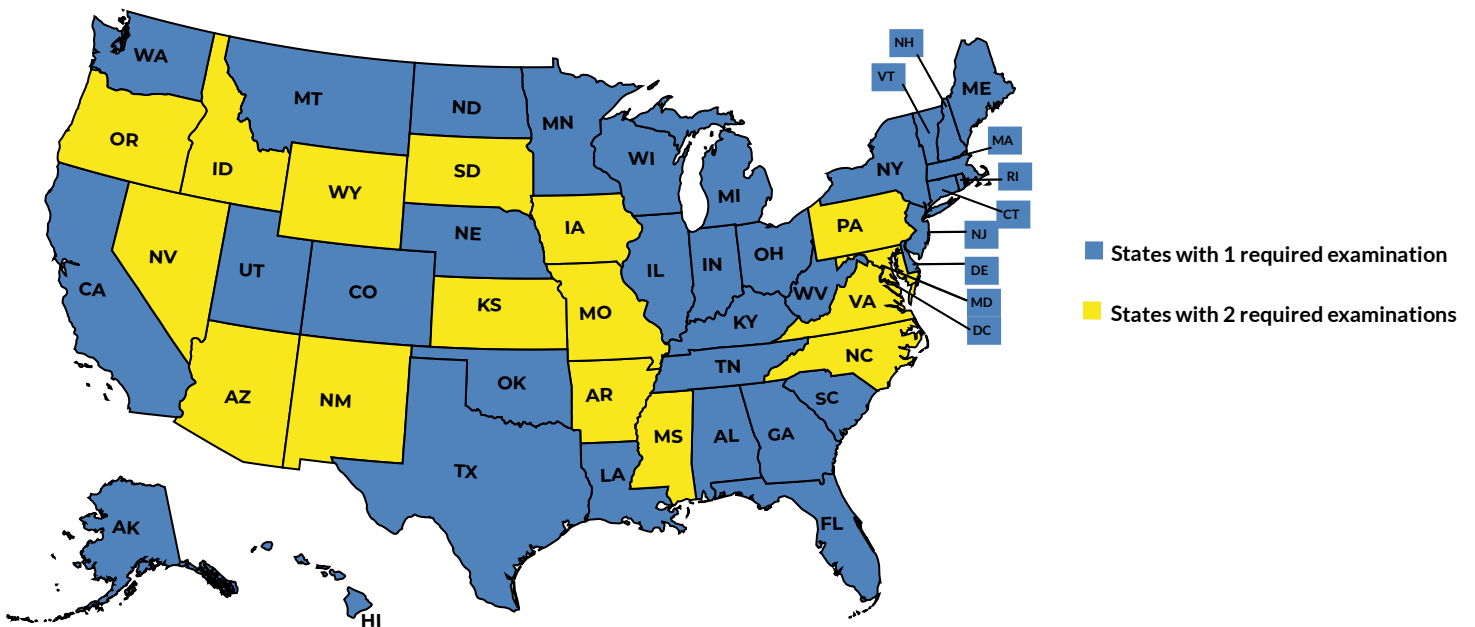 NH
WA
VT
ME
MT
ND
MN
OR
MA
WI
ID
SD
NY
RI
WY
MI
CT
IA
PA
NE
NJ
NV
OH
UT
IL
IN
States with 1 required examination
DE
CA
CO
WV
VA
MD
KS
MO
States with 2 required examinations
KY
DC
NC
TN
OK
AZ
NM
AR
SC
MS
AL
GA
TX
LA
AK
FL
HI